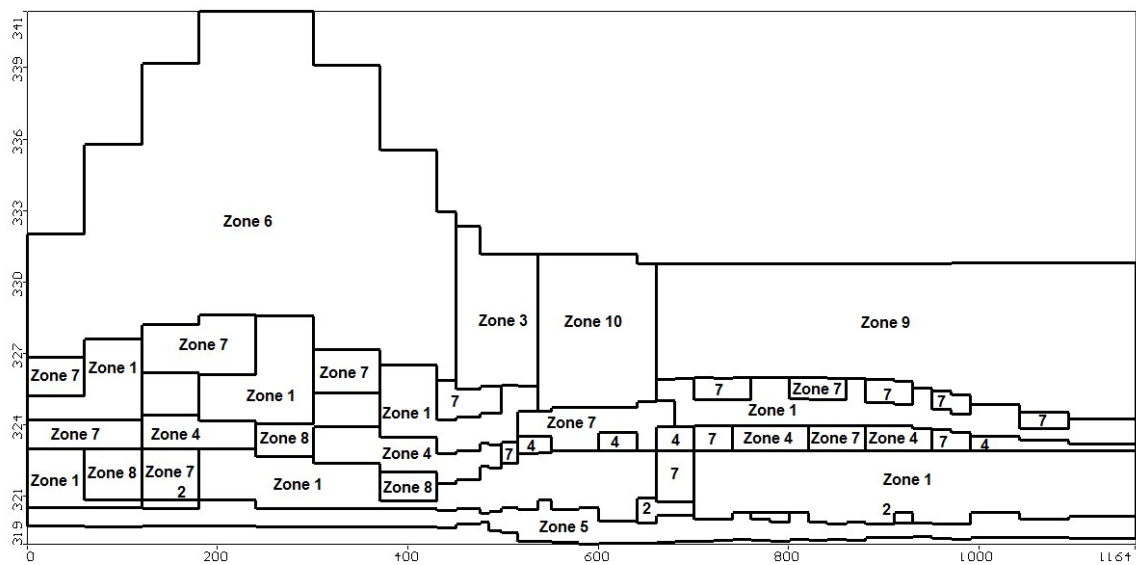 341
339
336
333
Zone 6
330
Zone 3
Zone 10
Zone 9
327
Zone 7
Zone 1
Zone 7
Zone 7
7
7
Zone 7
7
7
324
Zone 1
Zone 1
Zone 1
7
Zone 7
Zone 4
Zone 8
Zone 7
4
4
4
7
Zone 4
Zone 7
Zone 4
7
4
Zone 4
7
321
Zone 1
Zone 8
Zone 7
2
Zone 1
Zone 8
7
Zone 1
2
2
319
Zone 5
0
200
400
600
800
1000
1164